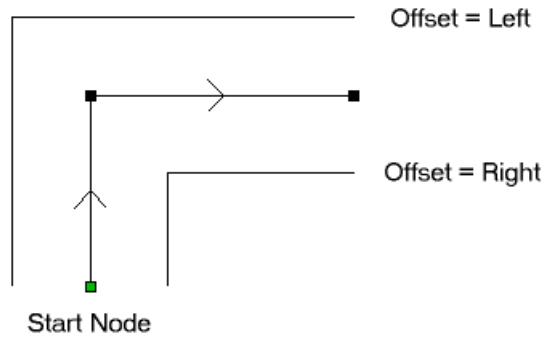 Offset = Left
Offset = Right
Start Node